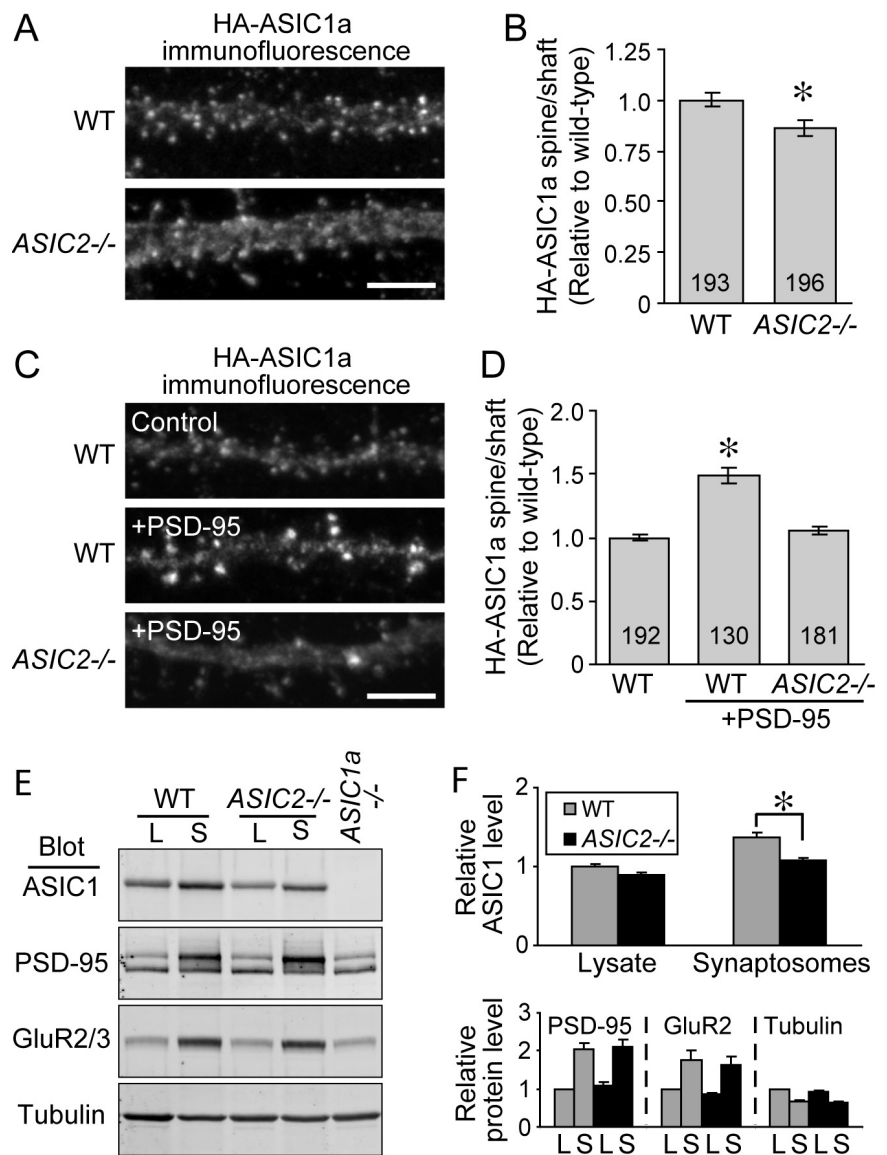 A
HA-ASIC1a
immunofluorescence
WT
ASIC2-/-
B
HA-ASIC1a spine/shaft
(Relative to wild-type)
1.25
1.0
0.75
0.50
0.25
0
*
193
196
WT
ASIC2-/-
C
HA-ASIC1a
immunofluorescence
WT
Control
WT
+PSD-95
ASIC2-/-
+PSD-95
D
HA-ASIC1a spine/shaft
(Relative to wild-type)
2.0
1.5
1.0
0.5
0
*
192
130
181
WT
WT
ASIC2-/-
+PSD-95
E
WT
ASIC2-/-
ASIC1a
-/-
L S L S
Blot
ASIC1
PSD-95
GluR2/3
Tubulin
F
Relative
ASIC1 level
2
1
0
WT
ASIC2-/-
*
Lysate
Synaptosomes
Relative
protein level
3
2
1
0
PSD-95
GluR2
Tubulin
L S L S
L S L S
L S L S